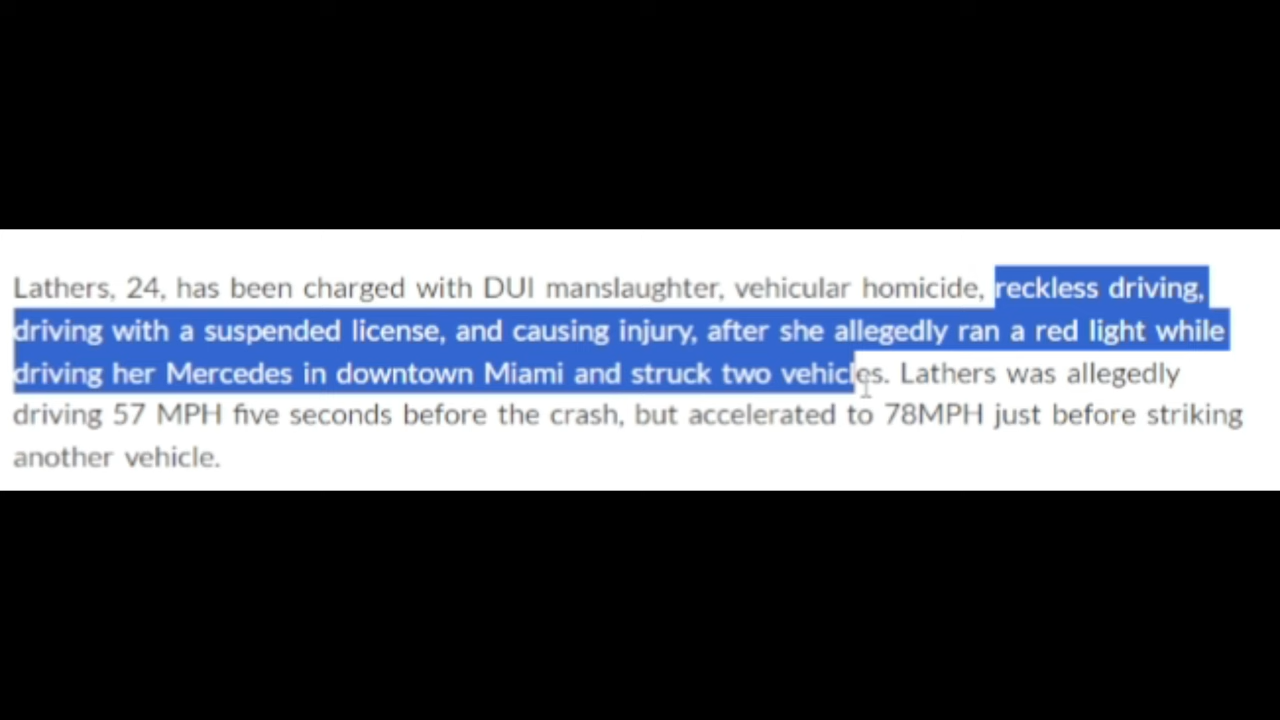 Lathers, 24, has been charged with DUI manslaughter, vehicular homicide, reckless driving,
driving with a suspended license, and causing injury, after she allegedly ran a red light while
driving her Mercedes in downtown Miami and struck two vehicles. Lathers was allegedly
driving 57 MPH five seconds before the crash, but accelerated to 78MPH just before striking
another vehicle.